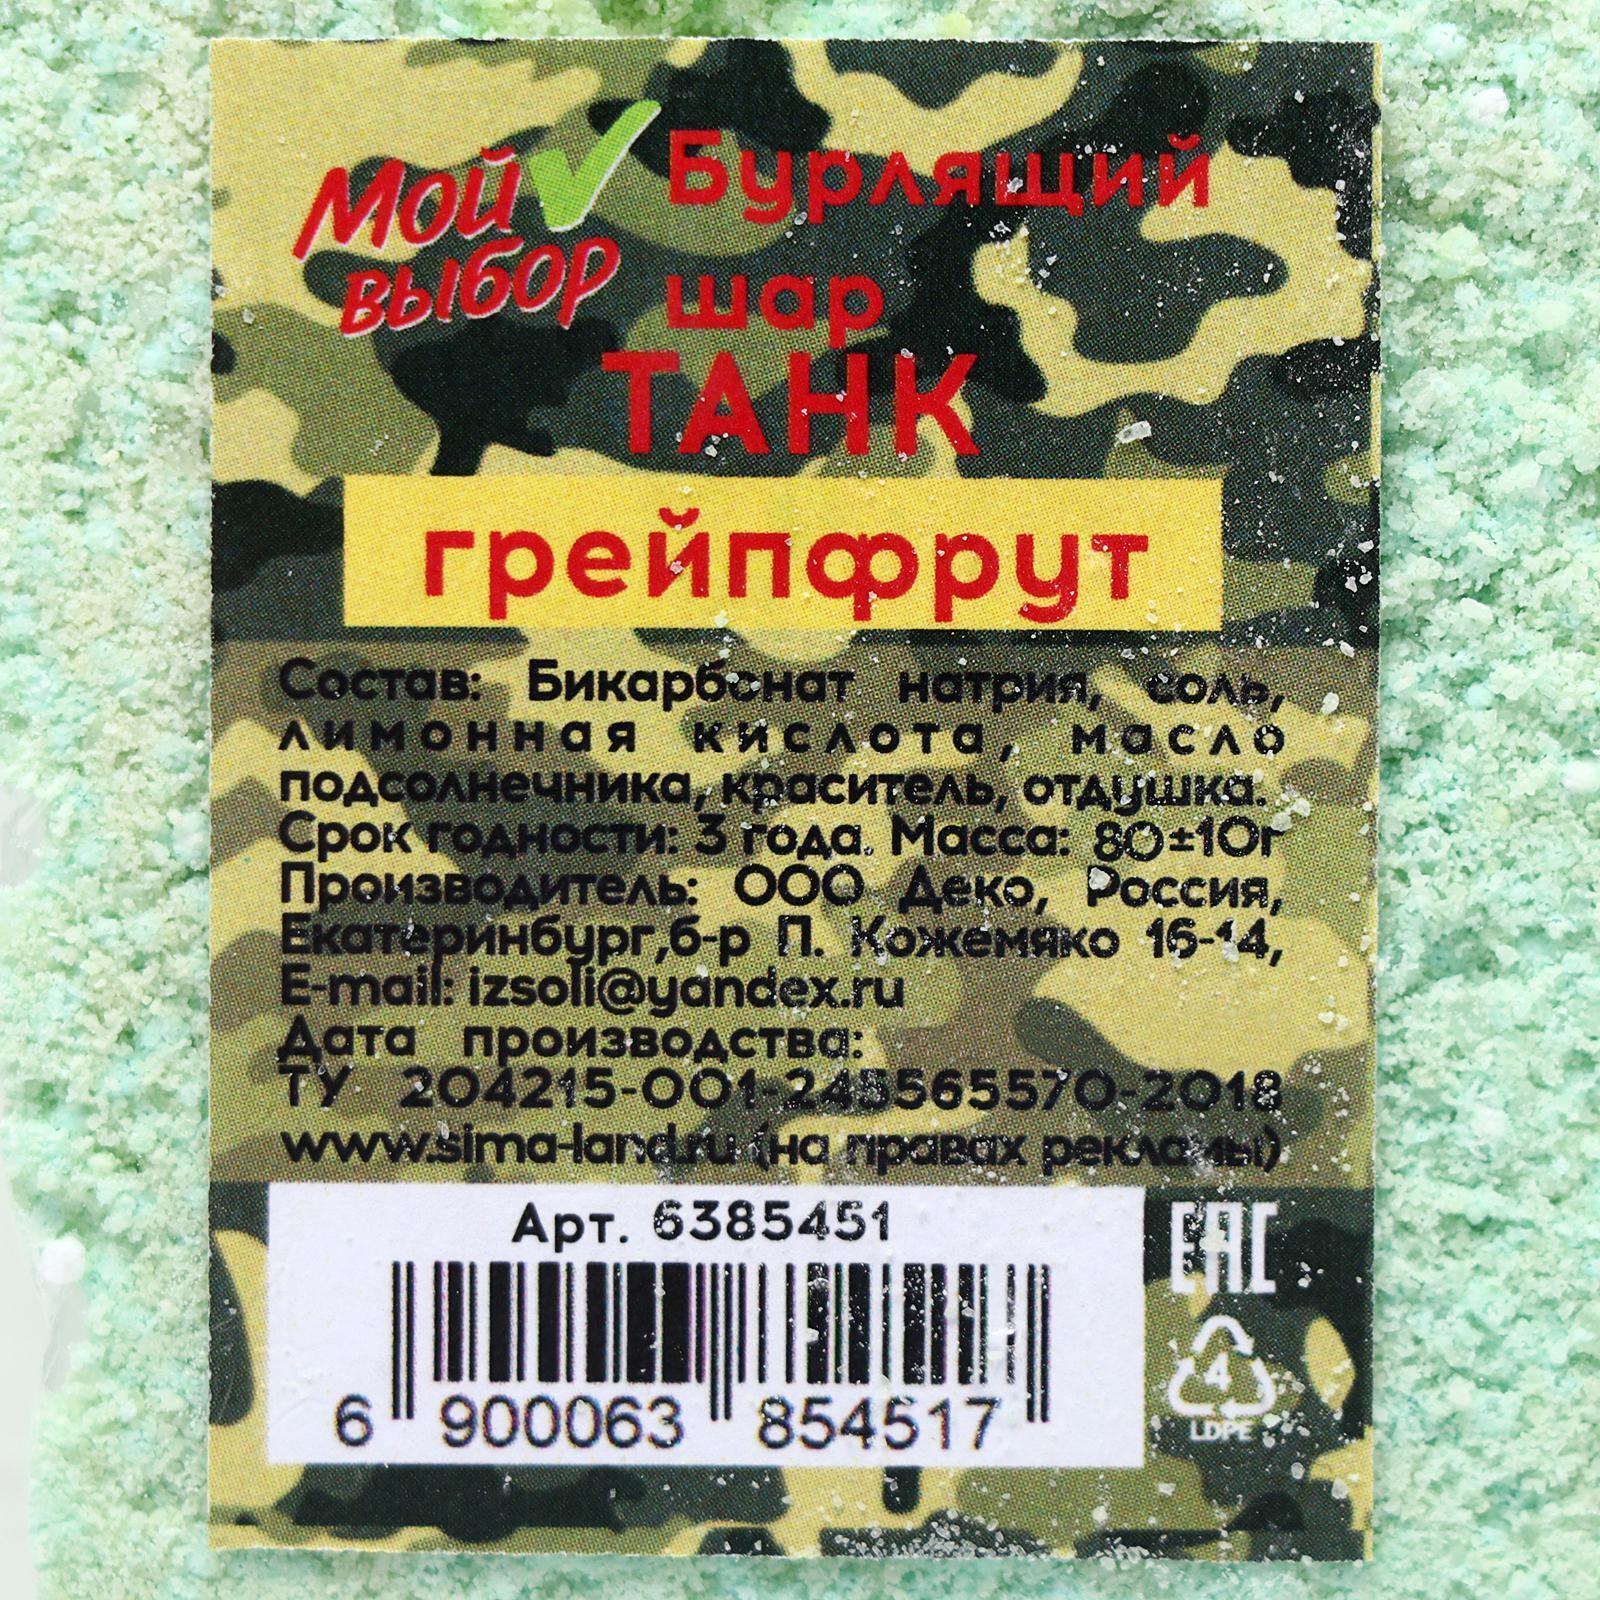 Мой
выбор
Бурлящий
шар
ТАНК
грейпфрут
Состав: Бикарбонат натрия, соль,
лимонная кислота, масло
подсолнечника, краситель, отдушка.
Срок годности: 3 года. Масса: 80±10г
Производитель: ООО Деко, Россия,
Екатеринбург,б-р П. Кожемяко 16-14,
E-mail: izsoli@yandex.ru
Дата производства:
ТУ 204215-001-245565570-2018
www.sima-land.ru (на правах рекламы)
Арт. 6385451
6 900063 854517
EAC
4
LDPE